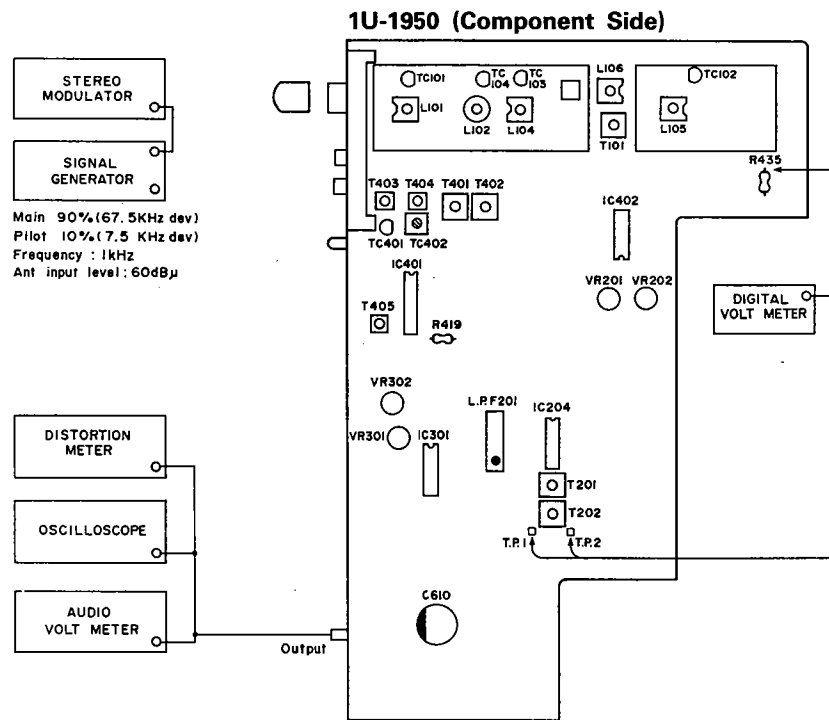 1U-1950 (Component Side)
STEREO
MODULATOR
SIGNAL
GENERATOR
Main 90% (67.5KHz dev)
Pilot 10% (7.5 KHz dev)
Frequency : 1kHz
Ant input level : 60dBμ
TC101
TC
104
TC
103
L106
TC102
L101
L102
L104
T101
L105
R435
T403
T404
T401
T402
IC402
TC401
TC402
IC401
VR201
VR202
DIGITAL
VOLT METER
T405
R419
VR302
L.P.F201
IC204
VR301
IC301
DISTORTION
METER
T201
OSCILLOSCOPE
T202
T.P.1
T.P.2
AUDIO
VOLT METER
C610
Output